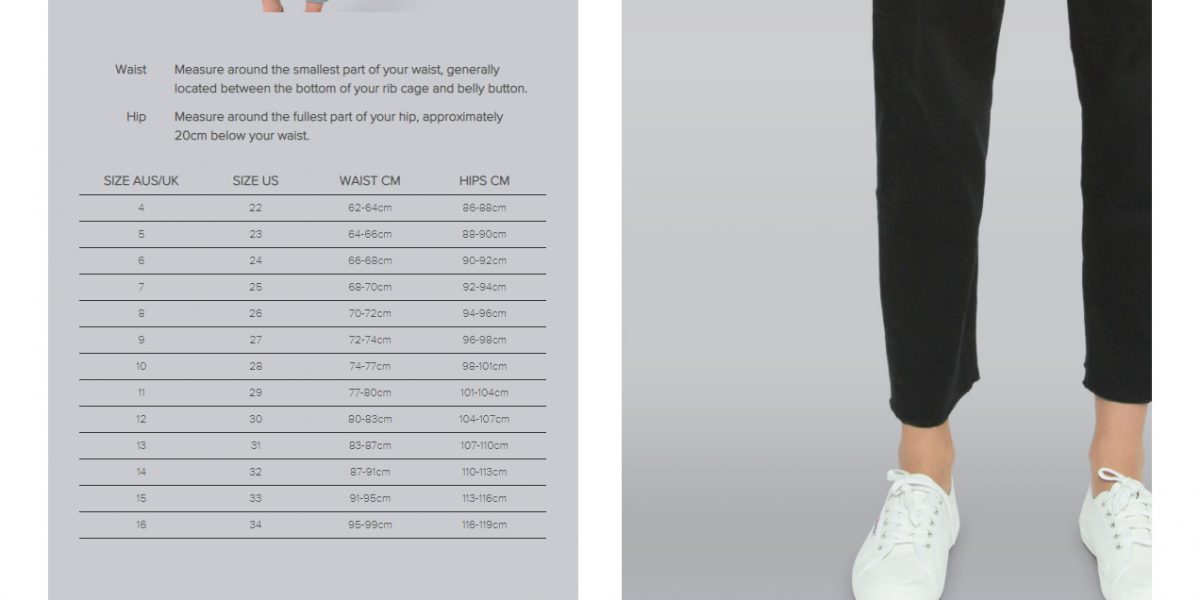 Waist Measure around the smallest part of your waist, generally
located between the bottom of your rib cage and belly button.
Hip Measure around the fullest part of your hip, approximately
20cm below your waist.
SIZE AUS/UK SIZE US WAIST CM HIPS CM
4 22 62-64cm 86-88cm
5 23 64-66cm 88-90cm
6 24 66-68cm 90-92cm
7 25 68-70cm 92-94cm
8 26 70-72cm 94-96cm
9 27 72-74cm 96-98cm
10 28 74-77cm 98-101cm
11 29 77-80cm 101-104cm
12 30 80-83cm 104-107cm
13 31 83-87cm 107-110cm
14 32 87-91cm 110-113cm
15 33 91-95cm 113-116cm
16 34 95-99cm 116-119cm